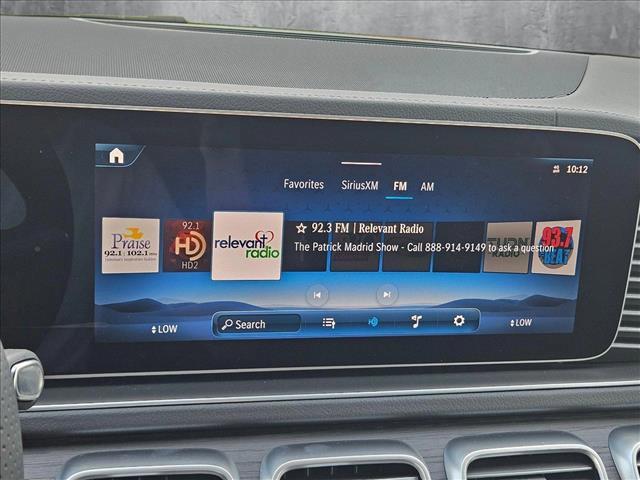 10:12
Favorites SiriusXM FM AM
Praise
92.1 102.1
92.1
HD
HD2
relevant
radio
☆ 92.3 FM | Relevant Radio
The Patrick Madrid Show - Call 888-914-9149 to ask a question
RADIO
93.7
BEAT
LOW
Search
LOW